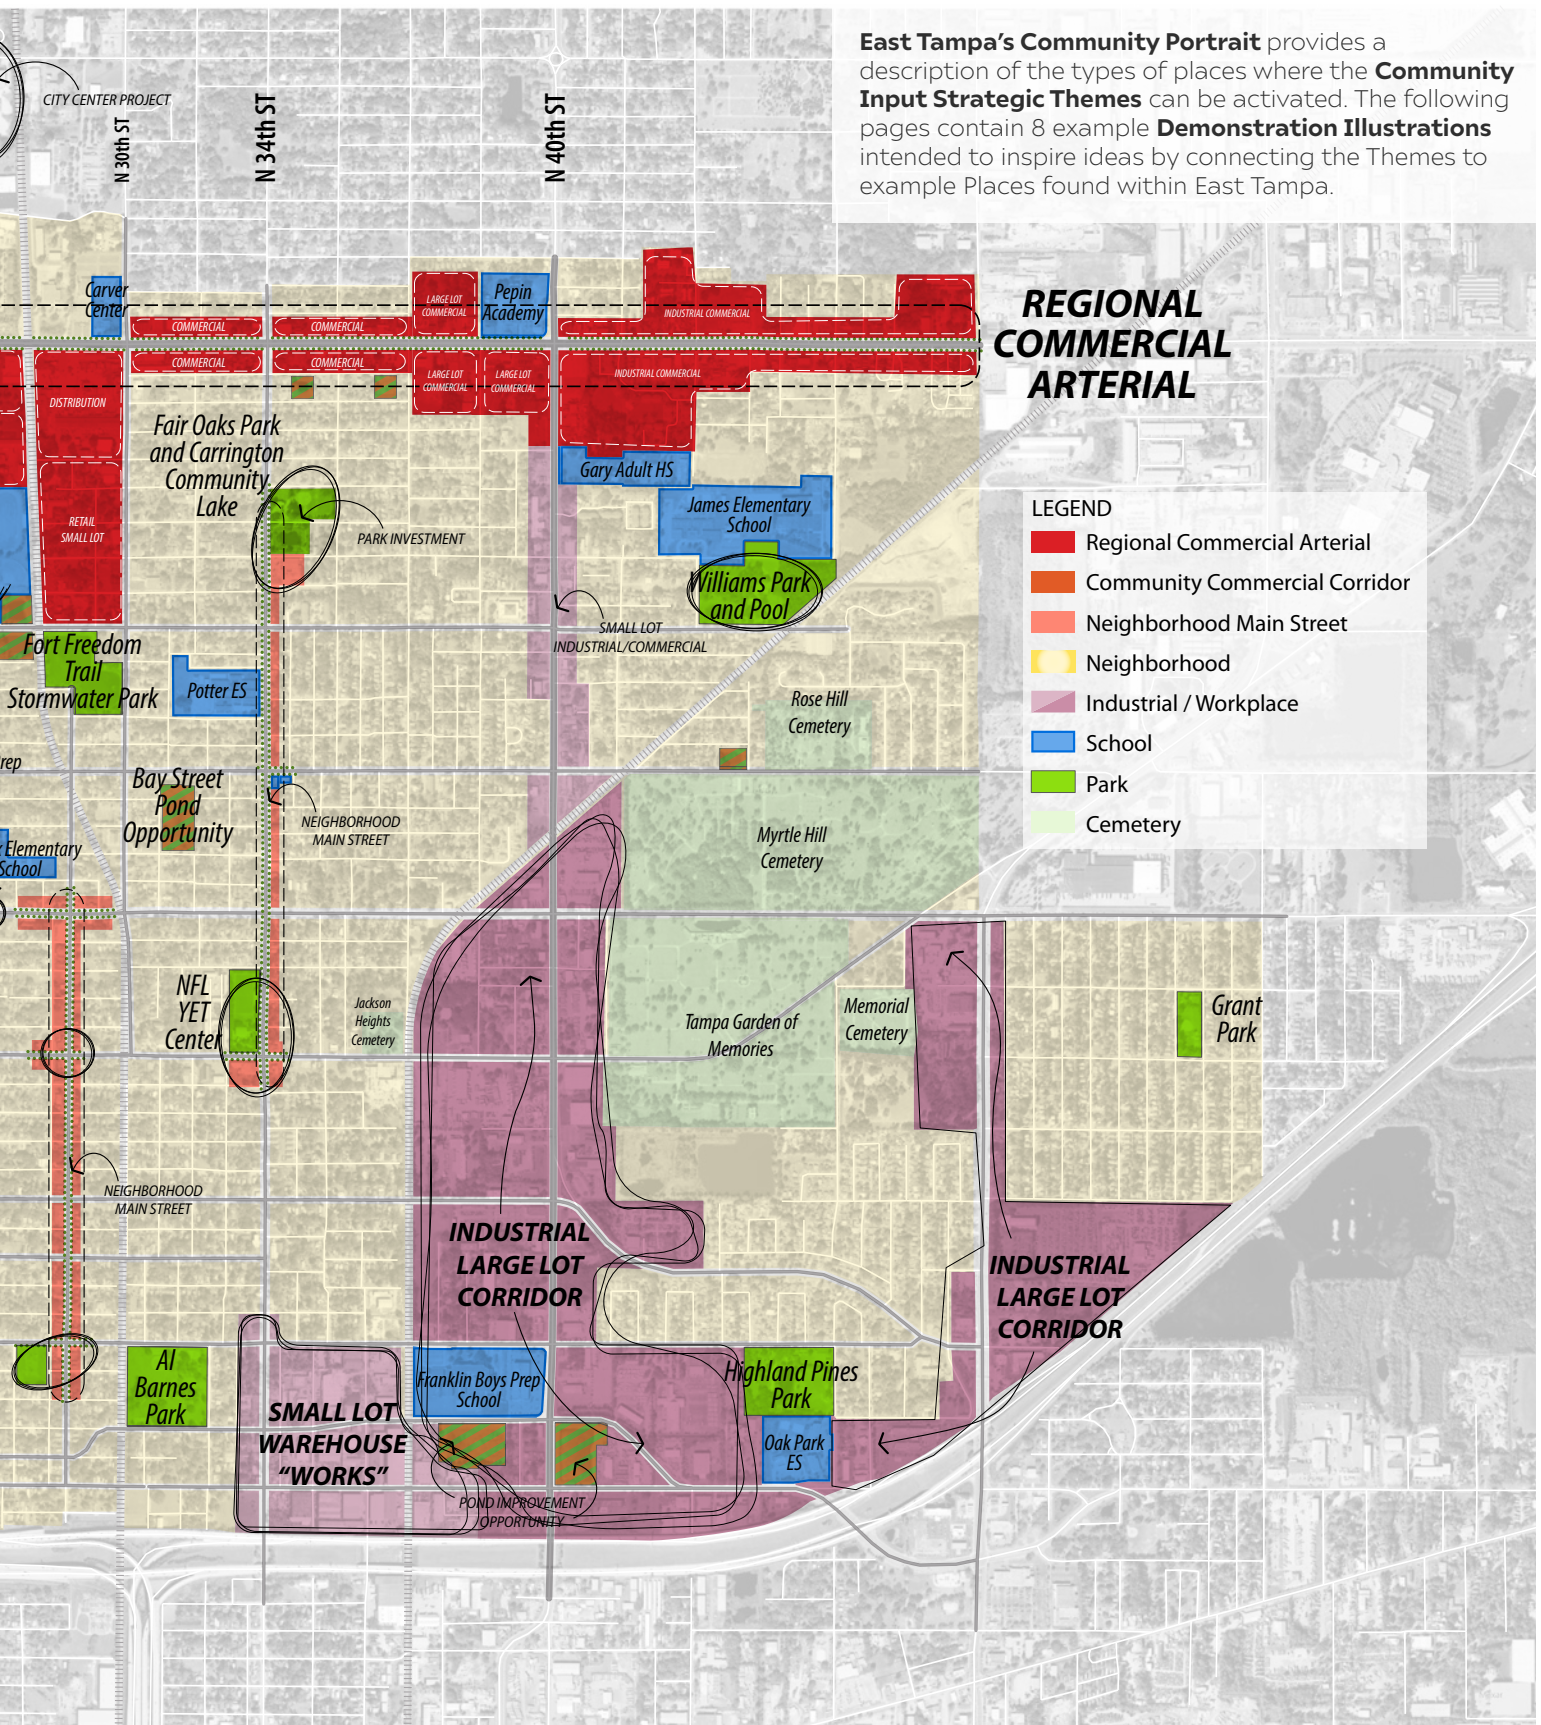 East Tampa’s Community Portrait provides a
description of the types of places where the Community
Input Strategic Themes can be activated. The following
pages contain 8 example Demonstration Illustrations
intended to inspire ideas by connecting the Themes to
example Places found within East Tampa.
CITY CENTER PROJECT
N 30th ST
N 34th ST
N 40th ST
Carver
Center
COMMERCIAL
COMMERCIAL
LARGE LOT
COMMERCIAL
Pepin
Academy
INDUSTRIAL COMMERCIAL
REGIONAL
COMMERCIAL
ARTERIAL
COMMERCIAL
COMMERCIAL
LARGE LOT
COMMERCIAL
LARGE LOT
COMMERCIAL
INDUSTRIAL COMMERCIAL
DISTRIBUTION
Fair Oaks Park
and Carrington
Community
Lake
RETAIL
SMALL LOT
PARK INVESTMENT
Gary Adult HS
James Elementary
School
Williams Park
and Pool
SMALL LOT
INDUSTRIAL/COMMERCIAL
LEGEND
Regional Commercial Arterial
Community Commercial Corridor
Neighborhood Main Street
Neighborhood
Industrial / Workplace
School
Park
Cemetery
Fort Freedom
Trail
Stormwater Park
Potter ES
Rose Hill
Cemetery
rep
Bay Street
Pond
Opportunity
NEIGHBORHOOD
MAIN STREET
Elementary
School
Myrtle Hill
Cemetery
NFL
YET
Center
Jackson
Heights
Cemetery
Tampa Garden of
Memories
Memorial
Cemetery
Grant
Park
NEIGHBORHOOD
MAIN STREET
INDUSTRIAL
LARGE LOT
CORRIDOR
INDUSTRIAL
LARGE LOT
CORRIDOR
Al
Barnes
Park
SMALL LOT
WAREHOUSE
“WORKS”
Franklin Boys Prep
School
Highland Pines
Park
Oak Park
ES
POND IMPROVEMENT
OPPORTUNITY